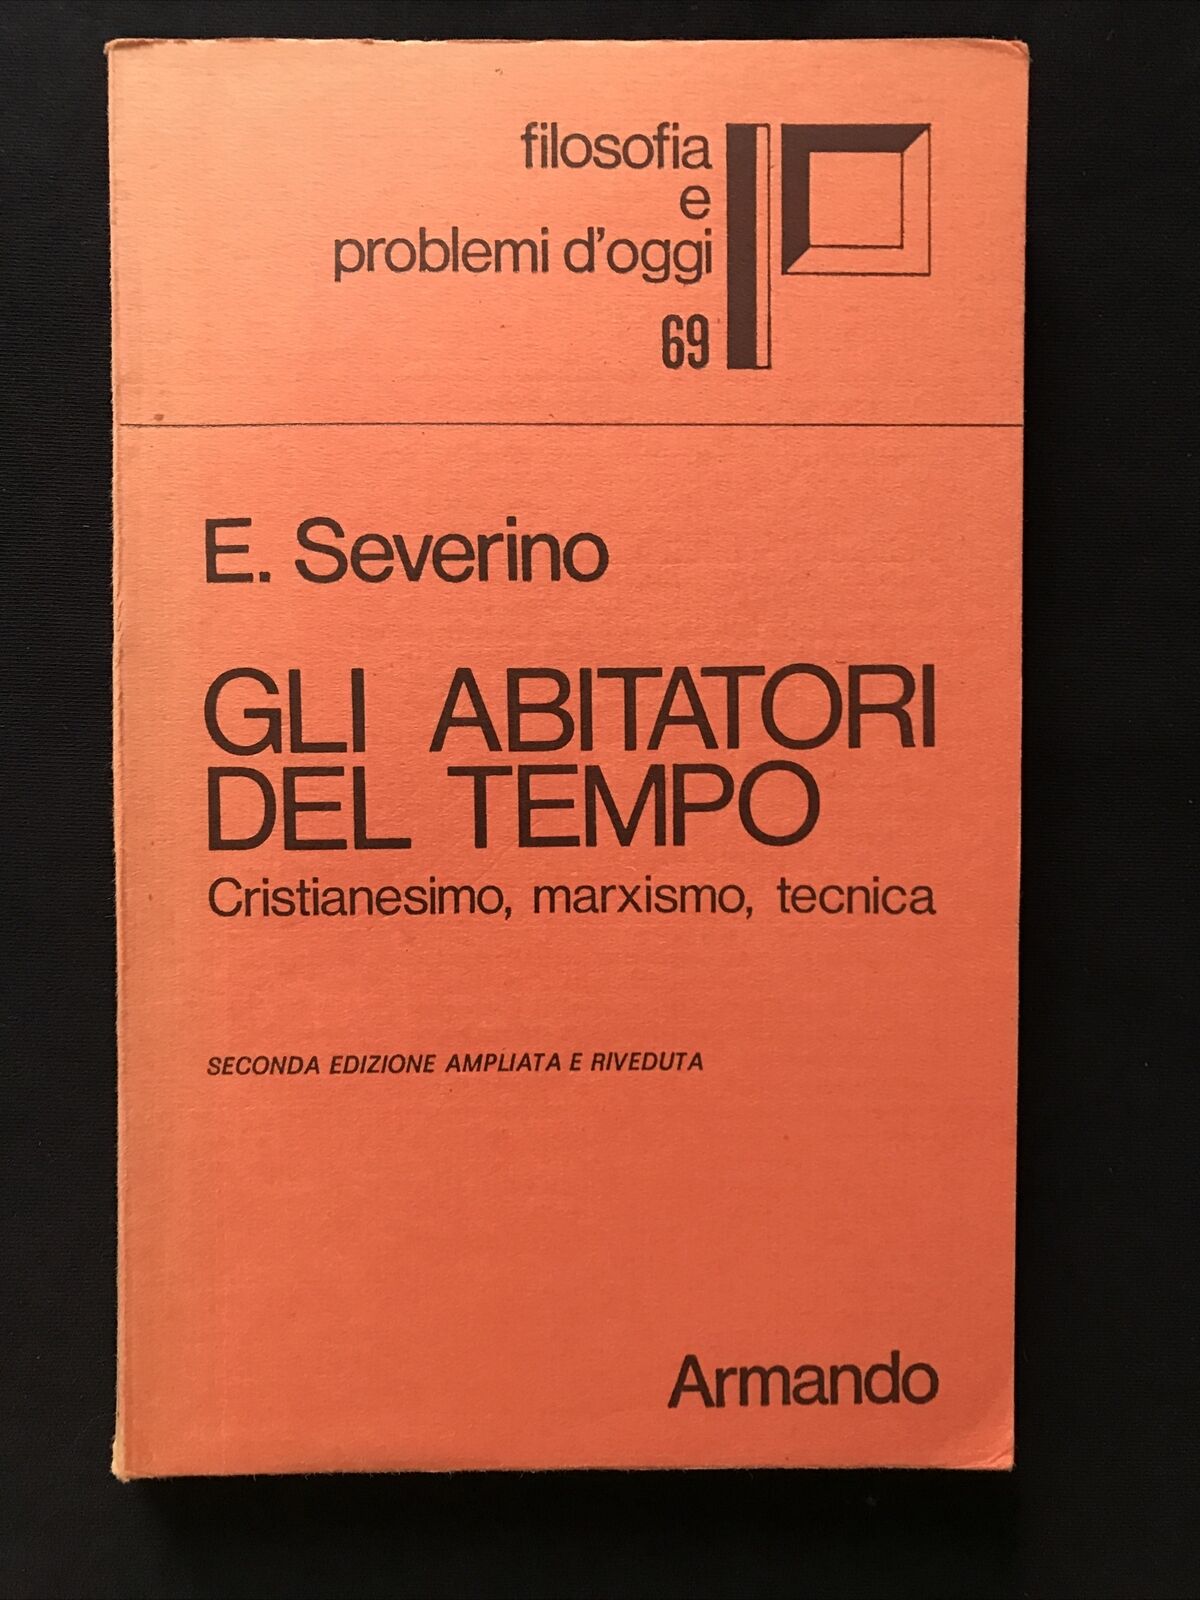 filosofia
e
problemi d'oggi
69
E. Severino
GLI ABITATORI
DEL TEMPO
Cristianesimo, marxismo, tecnica
SECONDA EDIZIONE AMPLIATA E RIVEDUTA
Armando